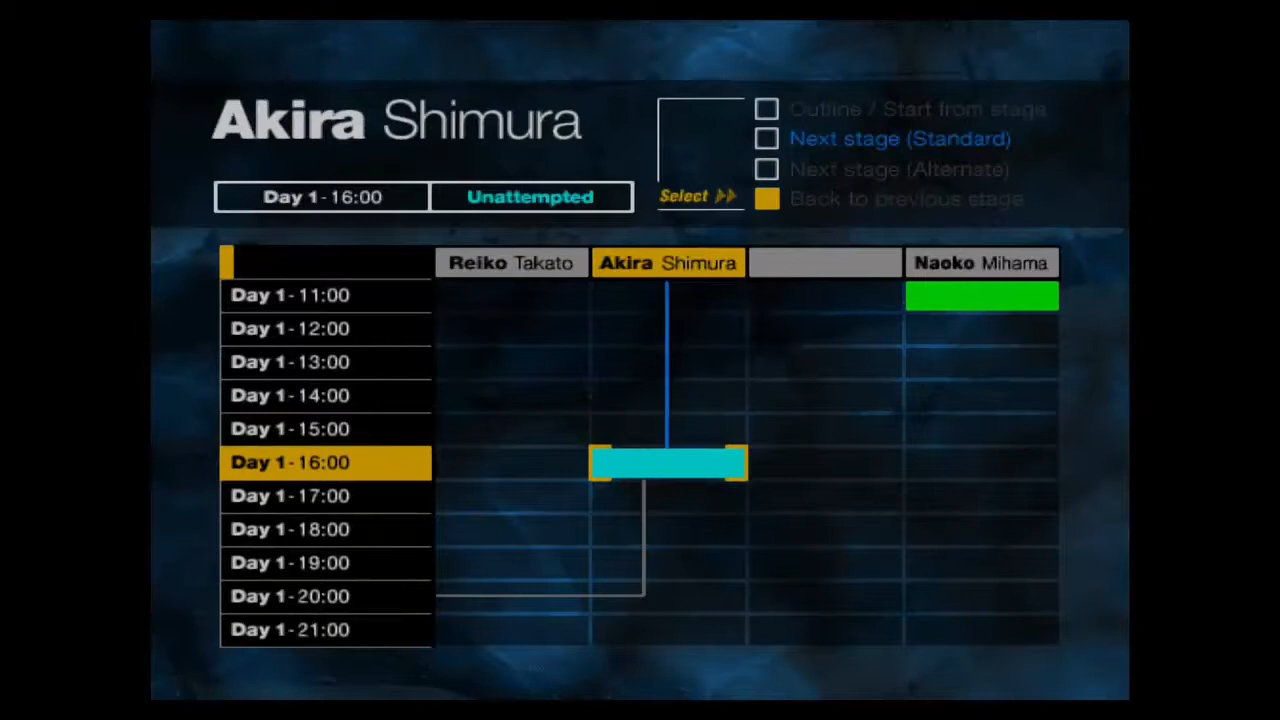 Akira Shimura
Day 1 - 16:00
Unattempted
Select
Outline / Start from stage
Next stage (Standard)
Next stage (Alternate)
Back to previous stage
Reiko Takato
Akira Shimura
Naoko Mihama
Day 1 - 11:00
Day 1 - 12:00
Day 1 - 13:00
Day 1 - 14:00
Day 1 - 15:00
Day 1 - 16:00
Day 1 - 17:00
Day 1 - 18:00
Day 1 - 19:00
Day 1 - 20:00
Day 1 - 21:00